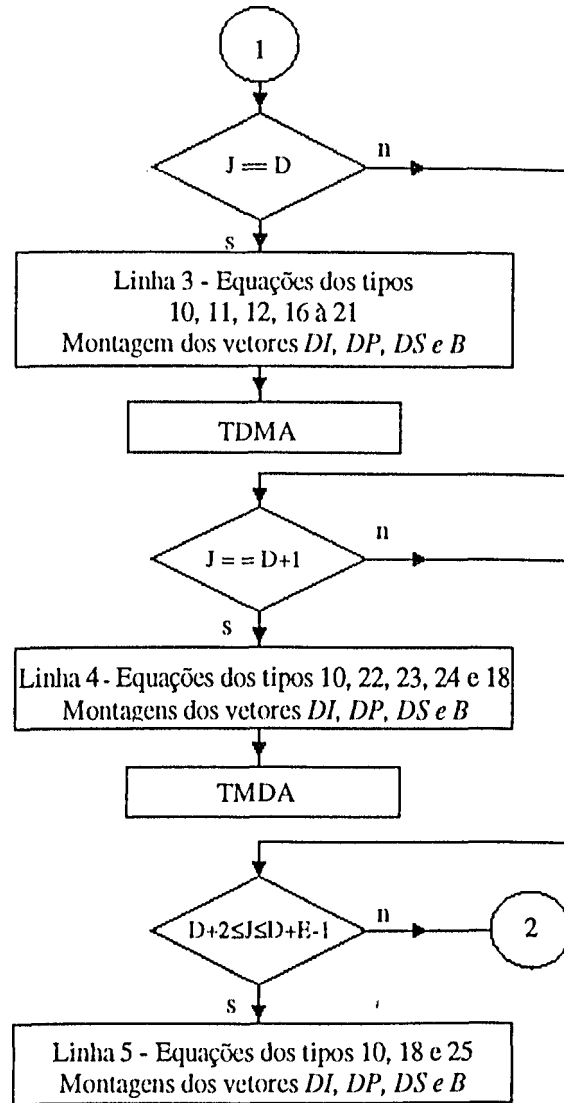 1
J == D
n
s
Linha 3 - Equações dos tipos
10, 11, 12, 16 à 21
Montagem dos vetores DI, DP, DS e B
TDMA
J = = D+1
n
s
Linha 4 - Equações dos tipos 10, 22, 23, 24 e 18
Montagens dos vetores DI, DP, DS e B
TMDA
D+2≤J≤D+E-1
n
2
s
Linha 5 - Equações dos tipos 10, 18 e 25
Montagens dos vetores DI, DP, DS e B